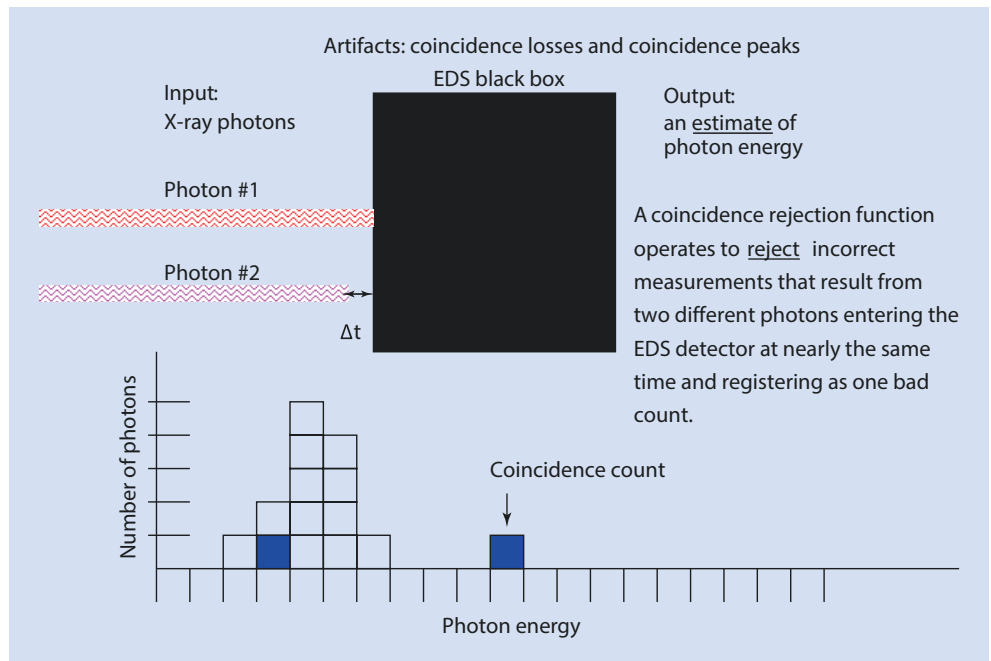 Artifacts: coincidence losses and coincidence peaks
EDS black box
Input:
X-ray photons
Output:
an estimate of
photon energy
Photon #1
Photon #2
Δt
A coincidence rejection function
operates to reject incorrect
measurements that result from
two different photons entering the
EDS detector at nearly the same
time and registering as one bad
count.
Number of photons
Coincidence count
Photon energy